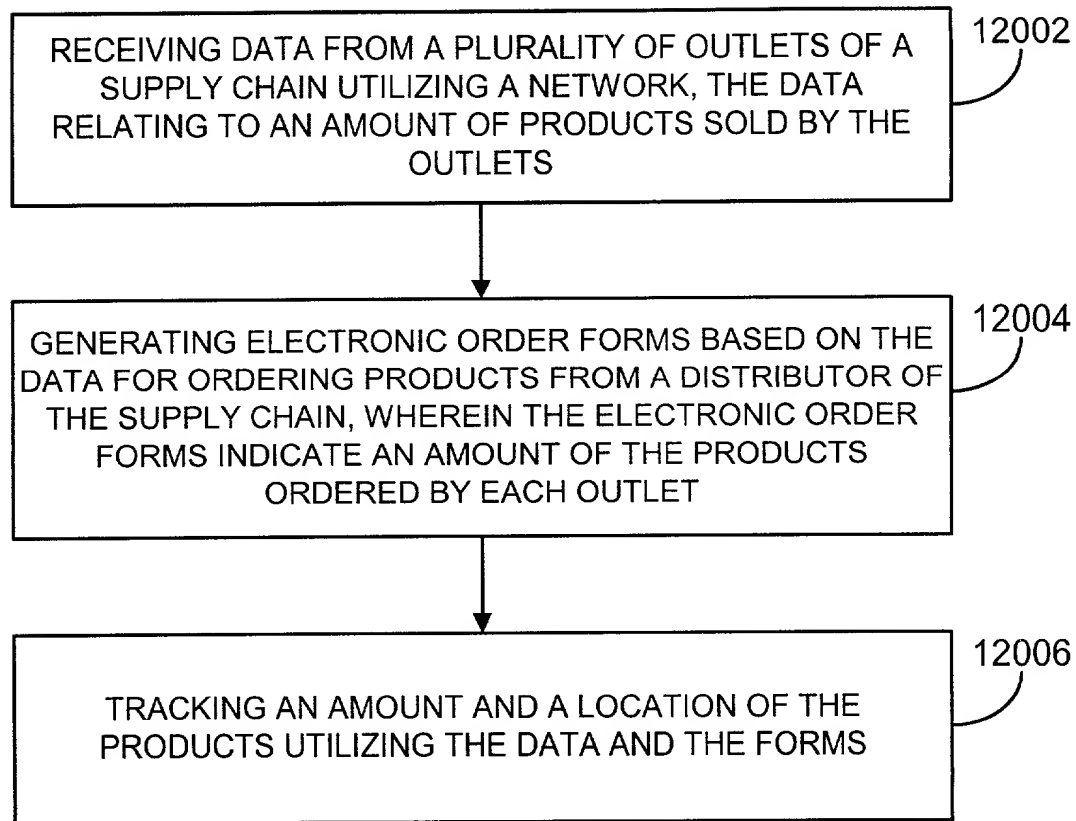 RECEIVING DATA FROM A PLURALITY OF OUTLETS OF A
SUPPLY CHAIN UTILIZING A NETWORK, THE DATA
RELATING TO AN AMOUNT OF PRODUCTS SOLD BY THE
OUTLETS
12002
GENERATING ELECTRONIC ORDER FORMS BASED ON THE
DATA FOR ORDERING PRODUCTS FROM A DISTRIBUTOR OF
THE SUPPLY CHAIN, WHEREIN THE ELECTRONIC ORDER
FORMS INDICATE AN AMOUNT OF THE PRODUCTS
ORDERED BY EACH OUTLET
12004
TRACKING AN AMOUNT AND A LOCATION OF THE
PRODUCTS UTILIZING THE DATA AND THE FORMS
12006